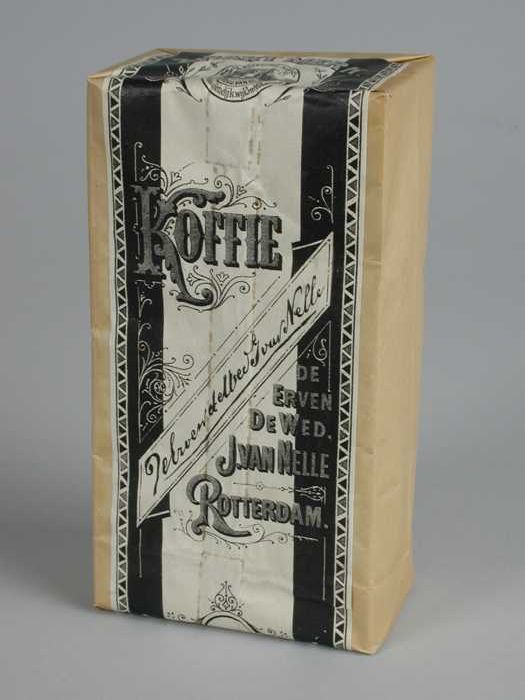 KOFFIE
De Erven de Wed J. van Nelle
DE
ERVEN
DE WED.
J. VAN NELLE
ROTTERDAM.